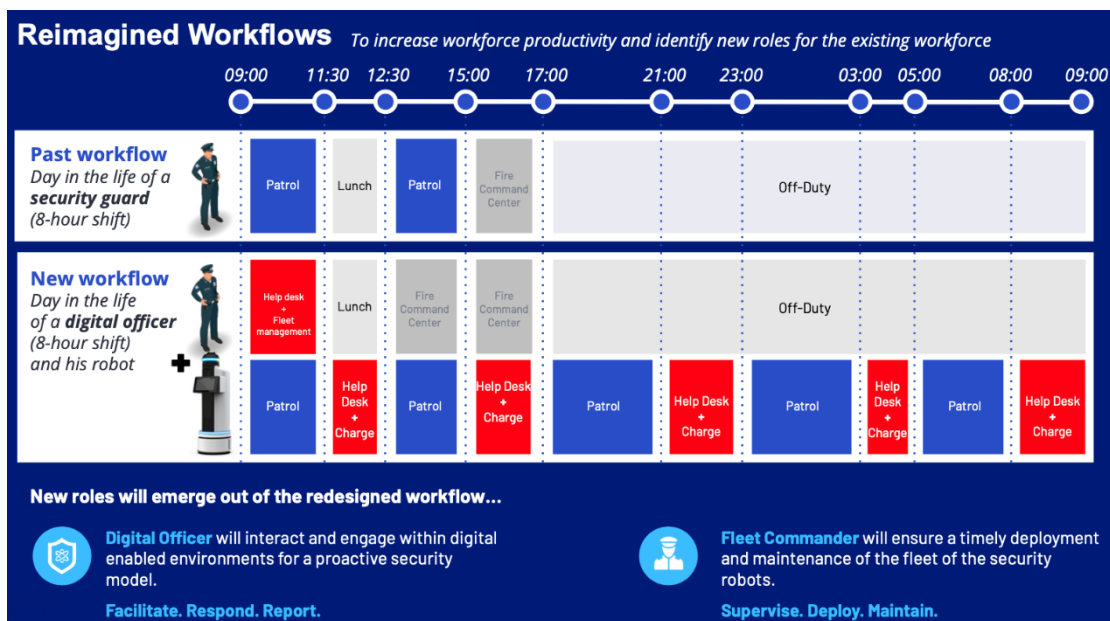 Reimagined Workflows To increase workforce productivity and identify new roles for the existing workforce
09:00 11:30 12:30 15:00 17:00 21:00 23:00 03:00 05:00 08:00 09:00
Past workflow
Day in the life of a
security guard
(8-hour shift)
Patrol
Lunch
Patrol
Fire
Command
Center
Off-Duty
New workflow
Day in the life
of a digital officer
(8-hour shift)
and his robot
+
Help desk
+
Fleet
management
Lunch
Fire
Command
Center
Fire
Command
Center
Off-Duty
Patrol
Help
Desk
+
Charge
Patrol
Help Desk
+
Charge
Patrol
Help Desk
+
Charge
Patrol
Help
Desk
+
Charge
Patrol
Help Desk
+
Charge
New roles will emerge out of the redesigned workflow...
Digital Officer will interact and engage within digital
enabled environments for a proactive security
model.
Facilitate. Respond. Report.
Fleet Commander will ensure a timely deployment
and maintenance of the fleet of the security
robots.
Supervise. Deploy. Maintain.